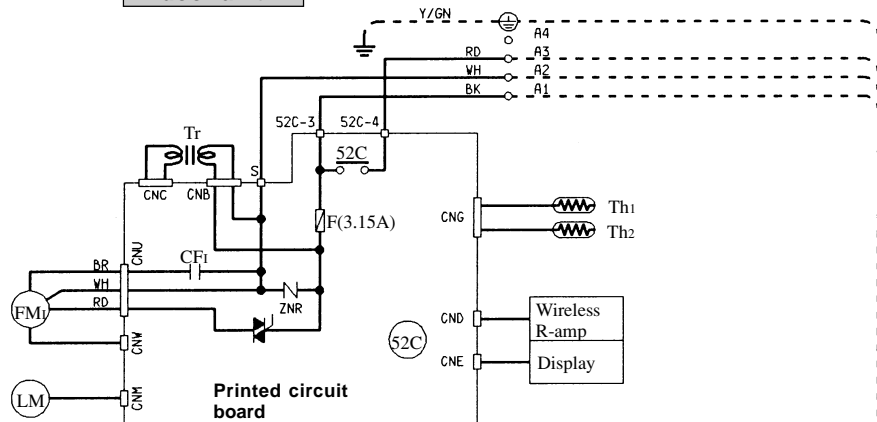 Y/GN
A4
RD A3
WH A2
BK A1
52C-3 52C-4
Tr
52C
S
CNC CNB
F(3.15A)
CNG
Th1
Th2
CNU
BR
CFI
WH
RD
ZNR
FMI
CNW
52C
CND
Wireless
R-amp
CNE
Display
LM
CNM
Printed circuit
board